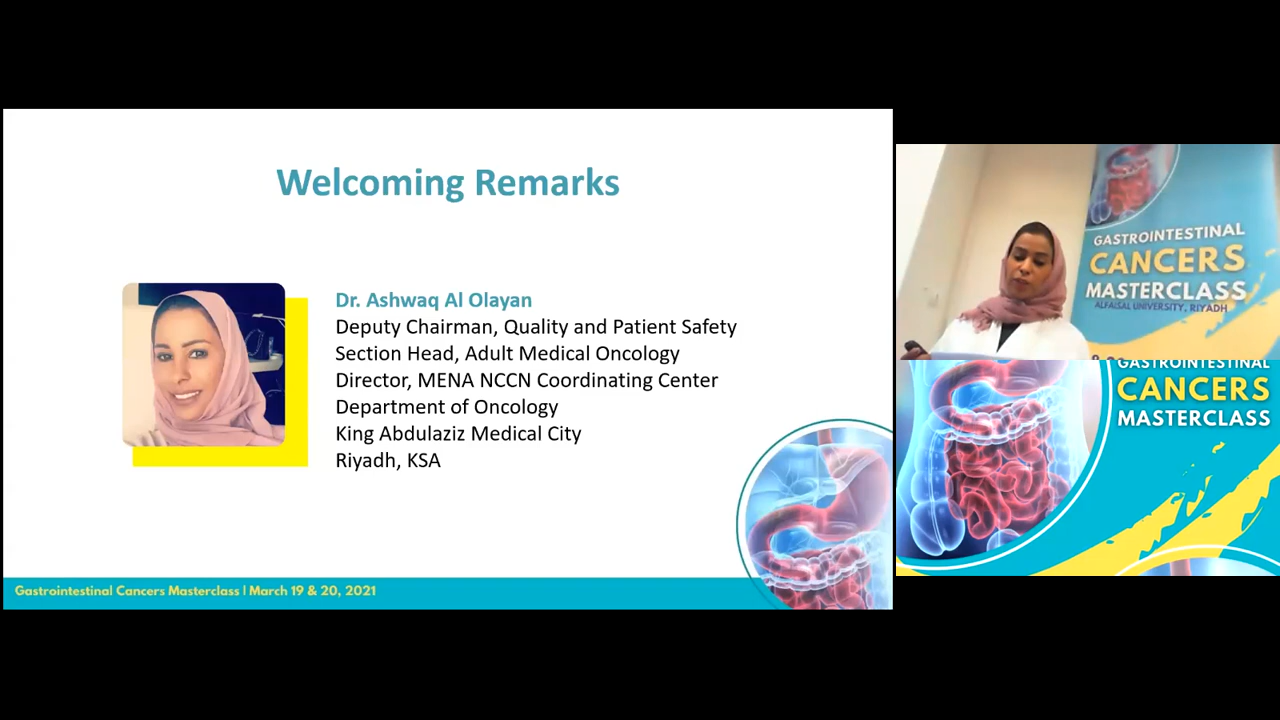 Welcoming Remarks
Dr. Ashwaq Al Olayan
Deputy Chairman, Quality and Patient Safety
Section Head, Adult Medical Oncology
Director, MENA NCCN Coordinating Center
Department of Oncology
King Abdulaziz Medical City
Riyadh, KSA
Gastrointestinal Cancers Masterclass | March 19 & 20, 2021
GASTROINTESTINAL
CANCERS
MASTERCLASS
ALFAISAL UNIVERSITY, RIYADH
GASTROINTESTINAL
CANCERS
MASTERCLASS